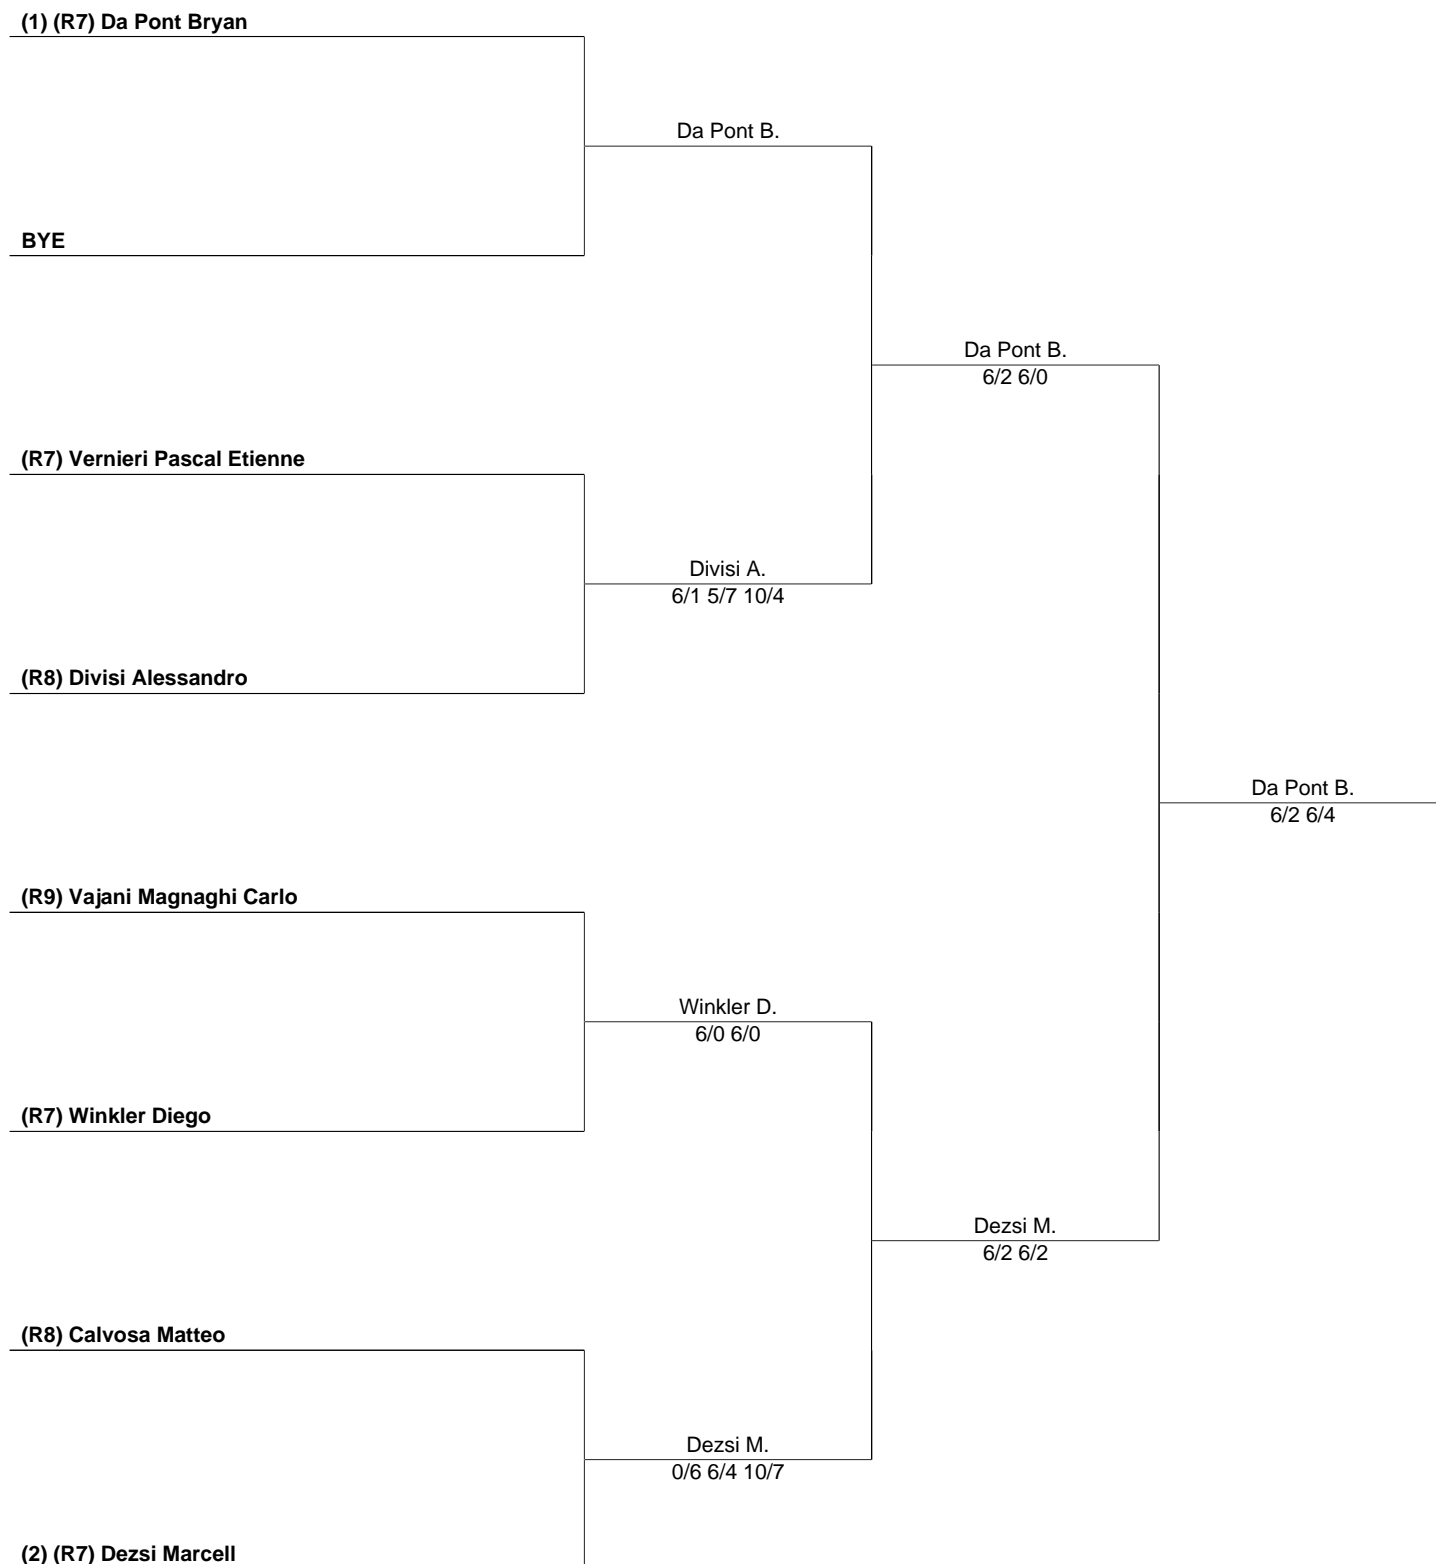 (1) (R7) Da Pont Bryan
Da Pont B.
BYE
Da Pont B.
6/2 6/0
(R7) Vernieri Pascal Etienne
Divisi A.
6/1 5/7 10/4
(R8) Divisi Alessandro
Da Pont B.
6/2 6/4
(R9) Vajani Magnaghi Carlo
Winkler D.
6/0 6/0
(R7) Winkler Diego
Dezsi M.
6/2 6/2
(R8) Calvosa Matteo
Dezsi M.
0/6 6/4 10/7
(2) (R7) Dezsi Marcell